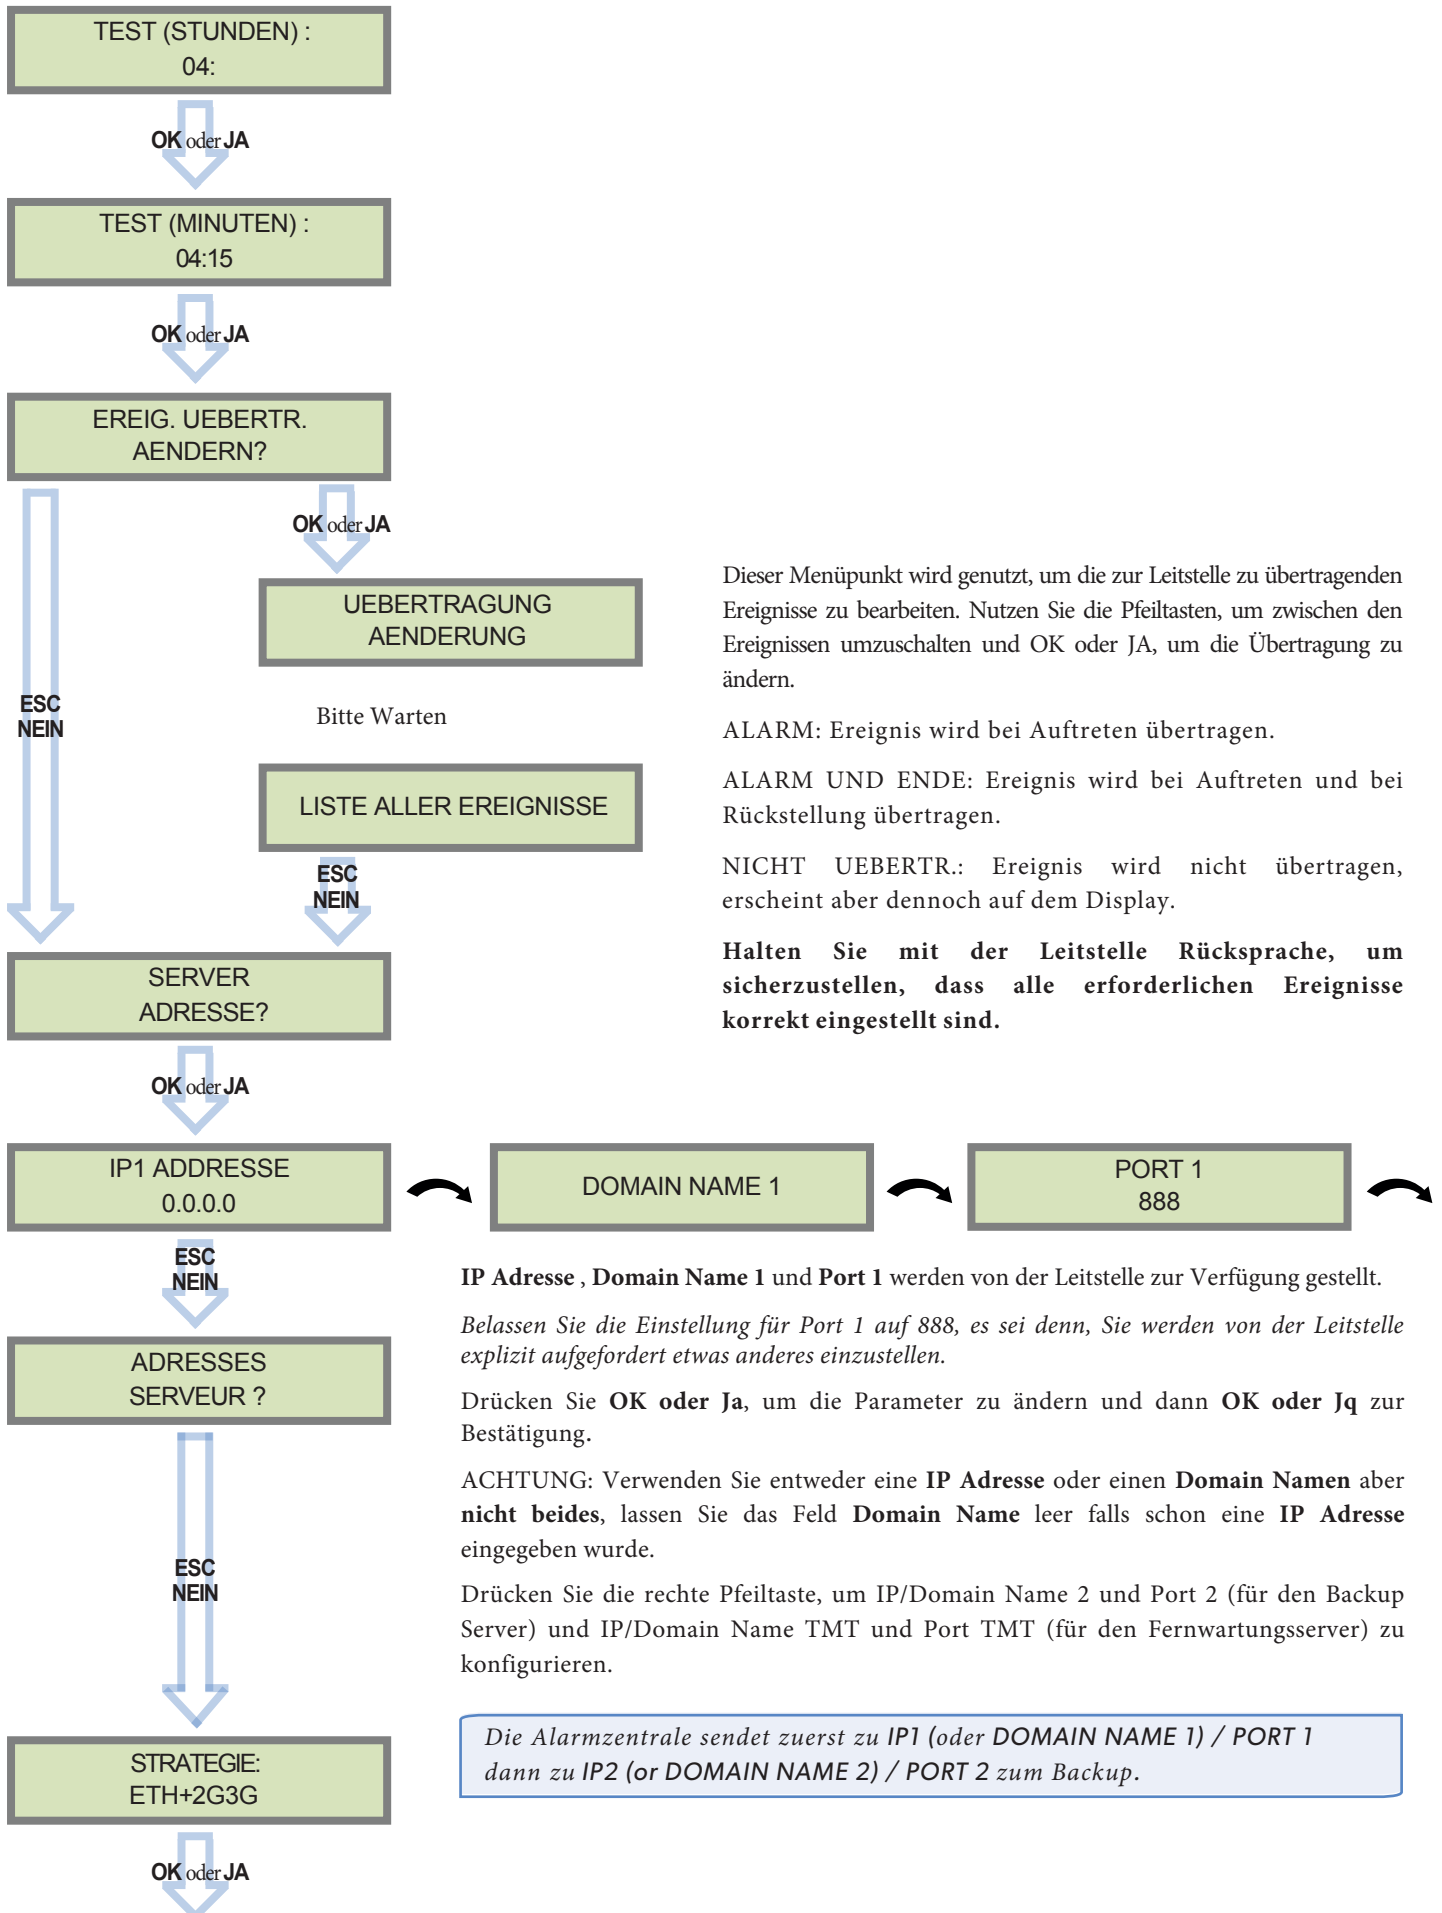 TEST (STUNDEN) :
04:
OK oder JA
TEST (MINUTEN) :
04:15
OK oder JA
EREIG. UEBERTR.
AENDERN?
OK oder JA
UEBERTRAGUNG
AENDERUNG
ESC
NEIN
Bitte Warten
LISTE ALLER EREIGNISSE
ESC
NEIN
Dieser Menüpunkt wird genutzt, um die zur Leitstelle zu übertragenden
Ereignisse zu bearbeiten. Nutzen Sie die Pfeiltasten, um zwischen den
Ereignissen umzuschalten und OK oder JA, um die Übertragung zu
ändern.
ALARM: Ereignis wird bei Auftreten übertragen.
ALARM UND ENDE: Ereignis wird bei Auftreten und bei
Rückstellung übertragen.
NICHT UEBERTR.: Ereignis wird nicht übertragen,
erscheint aber dennoch auf dem Display.
Halten Sie mit der Leitstelle Rücksprache, um
sicherzustellen, dass alle erforderlichen Ereignisse
korrekt eingestellt sind.
SERVER
ADRESSE?
OK oder JA
IP1 ADDRESSE
0.0.0.0
DOMAIN NAME 1
PORT 1
888
ESC
NEIN
ADRESSES
SERVEUR ?
ESC
NEIN
IP Adresse , Domain Name 1 und Port 1 werden von der Leitstelle zur Verfügung gestellt.
Belassen Sie die Einstellung für Port 1 auf 888, es sei denn, Sie werden von der Leitstelle
explizit aufgefordert etwas anderes einzustellen.
Drücken Sie OK oder Ja, um die Parameter zu ändern und dann OK oder Jq zur
Bestätigung.
ACHTUNG: Verwenden Sie entweder eine IP Adresse oder einen Domain Namen aber
nicht beides, lassen Sie das Feld Domain Name leer falls schon eine IP Adresse
eingegeben wurde.
Drücken Sie die rechte Pfeiltaste, um IP/Domain Name 2 und Port 2 (für den Backup
Server) und IP/Domain Name TMT und Port TMT (für den Fernwartungsserver) zu
konfigurieren.
Die Alarmzentrale sendet zuerst zu IP1 (oder DOMAIN NAME 1) / PORT 1
dann zu IP2 (or DOMAIN NAME 2) / PORT 2 zum Backup.
STRATEGIE:
ETH+2G3G
OK oder JA